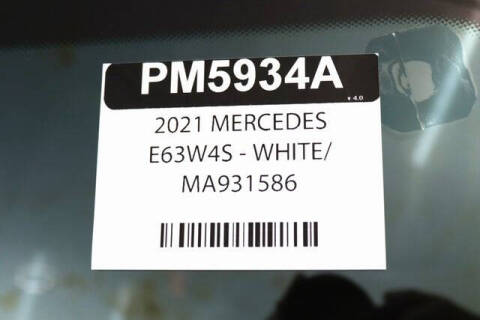 PM5934A
v 4.0
2021 MERCEDES
E63W4S - WHITE/
MA931586